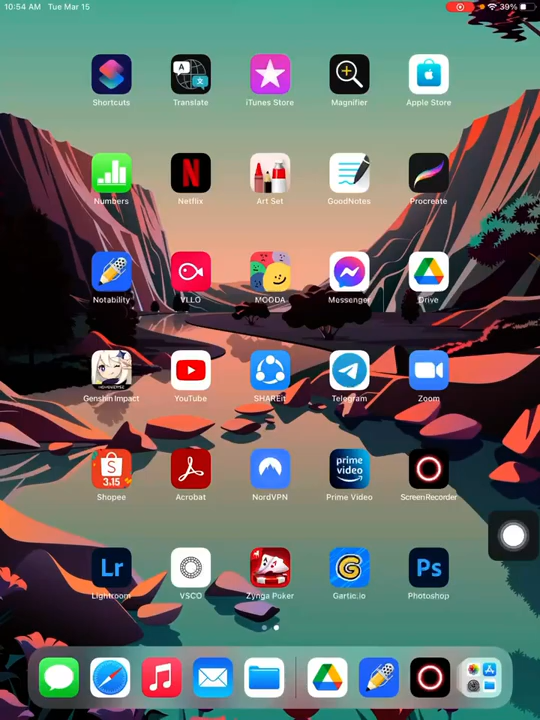 10:54 AM Tue Mar 15 39%
Shortcuts Translate iTunes Store Magnifier Apple Store
A 文
Numbers Netflix Art Set GoodNotes Procreate
N
Notability VLLO MOODA Messenger Drive
HOYOVERSE
Genshin Impact YouTube SHAREit Telegram Zoom
S prime
3.15 video
Shopee Acrobat NordVPN Prime Video ScreenRecorder
Lr G Ps
Lightroom VSCO Zynga Poker Gartic.io Photoshop